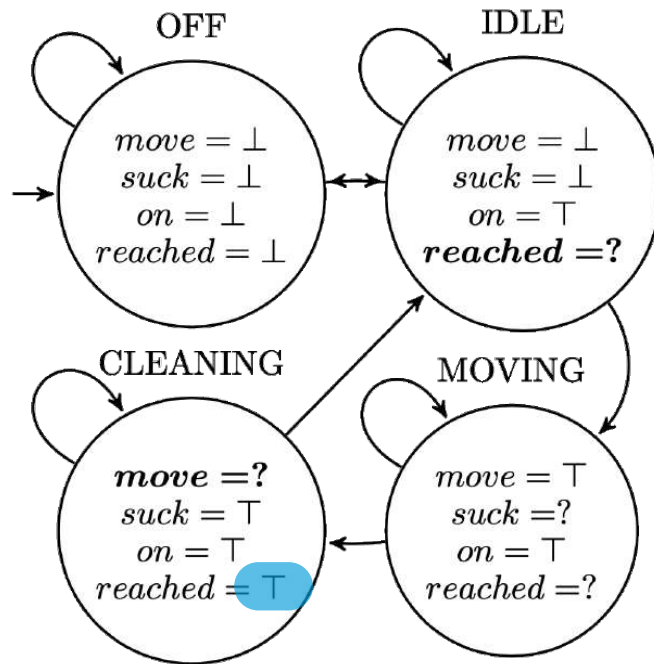 OFF
move = ⊥
suck = ⊥
on = ⊥
reached = ⊥
IDLE
move = ⊥
suck = ⊥
on = ⊤
reached =?
CLEANING
move =?
suck = ⊤
on = ⊤
reached = ⊤
MOVING
move = ⊤
suck =?
on = ⊤
reached =?